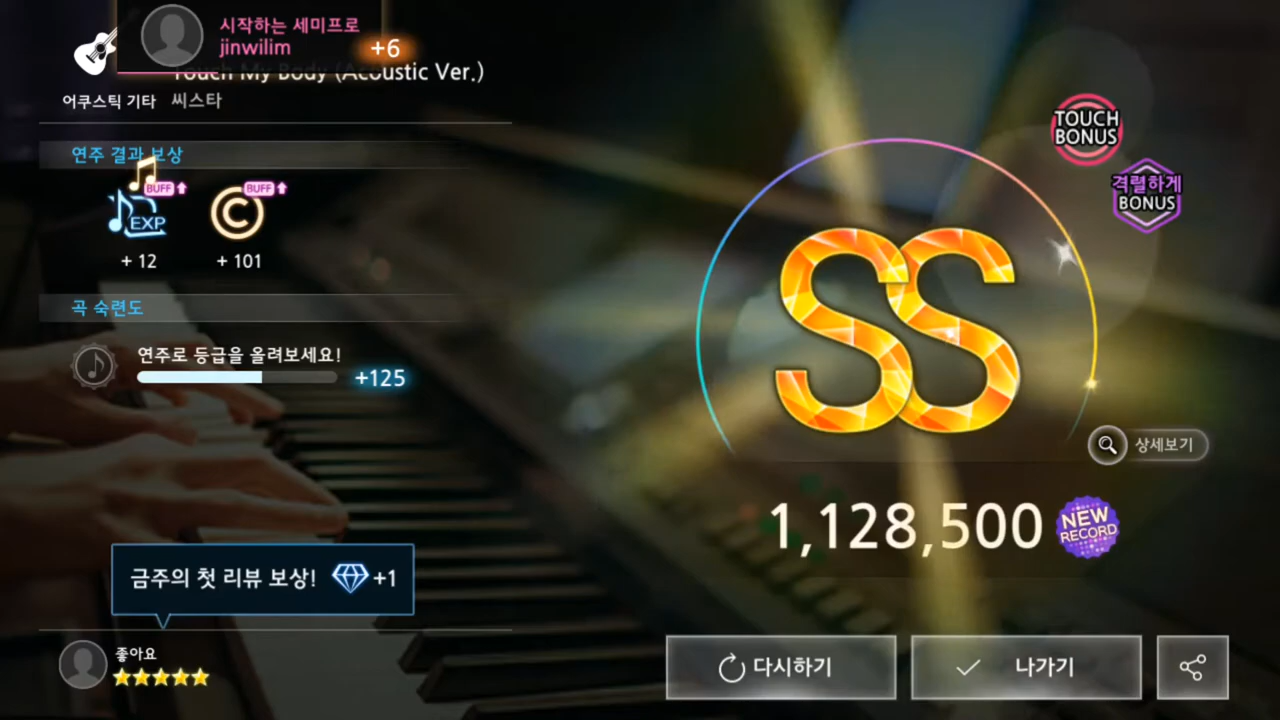 시작하는 세미프로
jinwilim
+6
Touch My Body (Acoustic Ver.)
어쿠스틱 기타 씨스타
연주 결과 보상
BUFF
EXP
BUFF
C
+ 12
+ 101
곡 숙련도
연주로 등급을 올려보세요!
+125
금주의 첫 리뷰 보상!
+1
좋아요
TOUCH
BONUS
격렬하게
BONUS
SS
상세보기
1,128,500
NEW
RECORD
다시하기
나가기